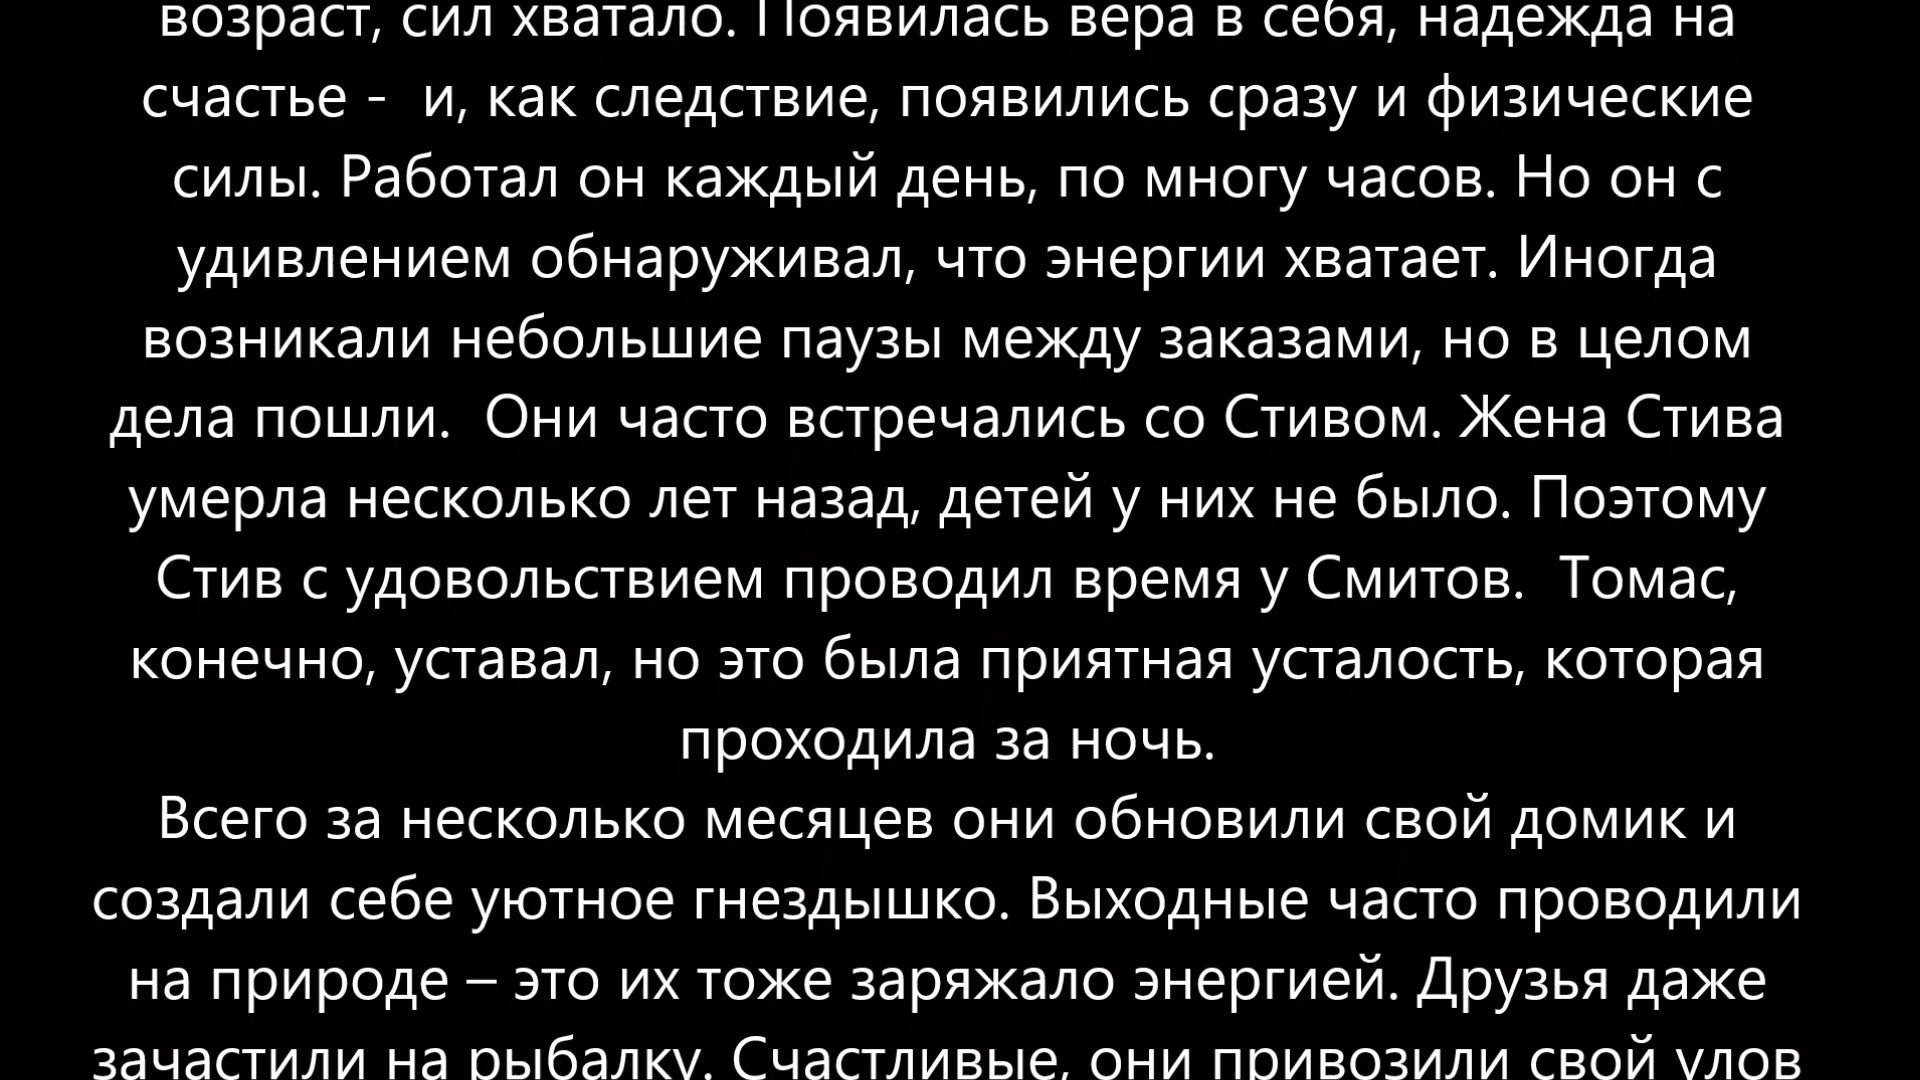 возраст, сил хватало. Появилась вера в себя, надежда на
счастье -  и, как следствие, появились сразу и физические
силы. Работал он каждый день, по многу часов. Но он с
удивлением обнаруживал, что энергии хватает. Иногда
возникали небольшие паузы между заказами, но в целом
дела пошли.  Они часто встречались со Стивом. Жена Стива
умерла несколько лет назад, детей у них не было. Поэтому
Стив с удовольствием проводил время у Смитов.  Томас,
конечно, уставал, но это была приятная усталость, которая
проходила за ночь.
Всего за несколько месяцев они обновили свой домик и
создали себе уютное гнездышко. Выходные часто проводили
на природе – это их тоже заряжало энергией. Друзья даже
зачастили на рыбалку. Счастливые, они привозили свой улов